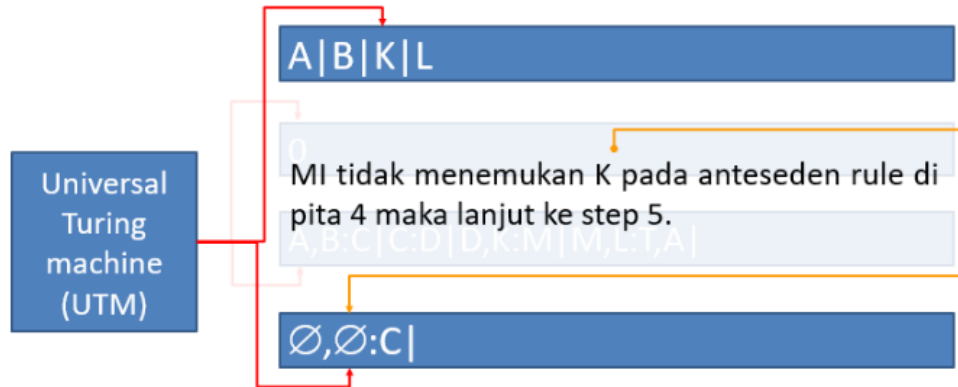 A|B|K|L
0
MI tidak menemukan K pada anteseden rule di
pita 4 maka lanjut ke step 5.
A,B:C|C:D|D,K:M|M,L:T,A|
Universal
Turing
machine
(UTM)
∅,∅:C|